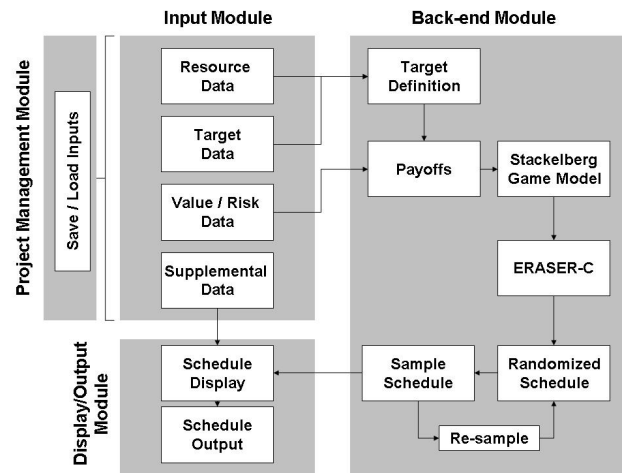 Input Module
Back-end Module
Project Management Module
Save / Load Inputs
Resource
Data
Target
Data
Value / Risk
Data
Supplemental
Data
Target
Definition
Payoffs
Stackelberg
Game Model
ERASER-C
Display/Output
Module
Schedule
Display
Schedule
Output
Sample
Schedule
Randomized
Schedule
Re-sample